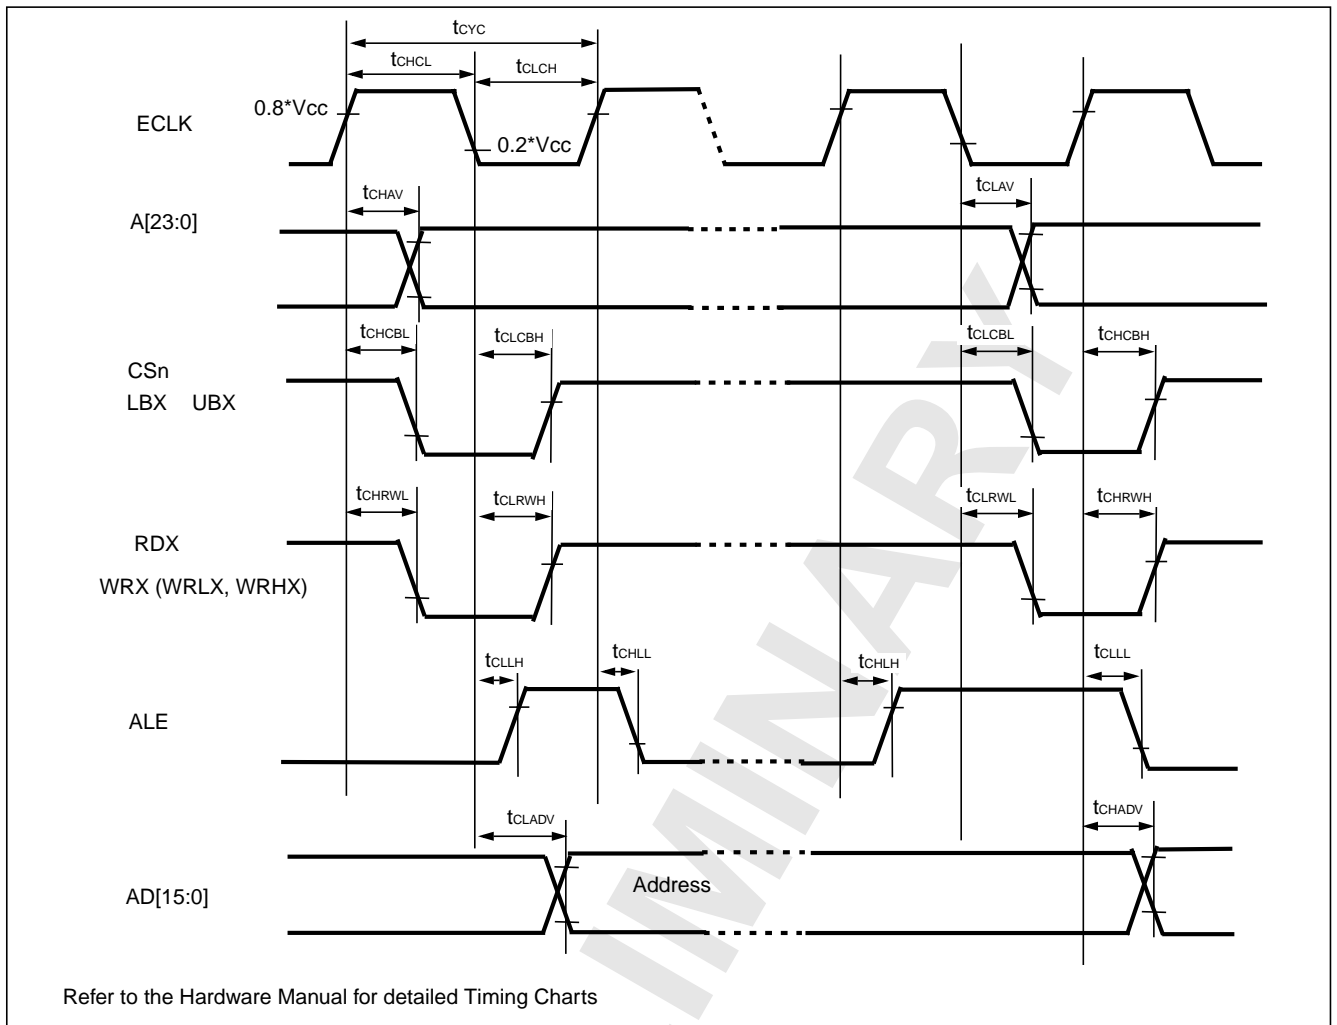 tCYC
tCHCL
tCLCH
0.8*Vcc
ECLK
0.2*Vcc
tCHAV
tCLAV
A[23:0]
tCHCBL
tCLCBH
tCLCBL
tCHCBH
CSn
LBX UBX
tCHRWL
tCLRWH
tCLRWL
tCHRWH
RDX
WRX (WRLX, WRHX)
tCLLH
tCHLL
tCHLH
tCLLL
ALE
tCLADV
tCHADV
Address
AD[15:0]
Refer to the Hardware Manual for detailed Timing Charts
IMINARY